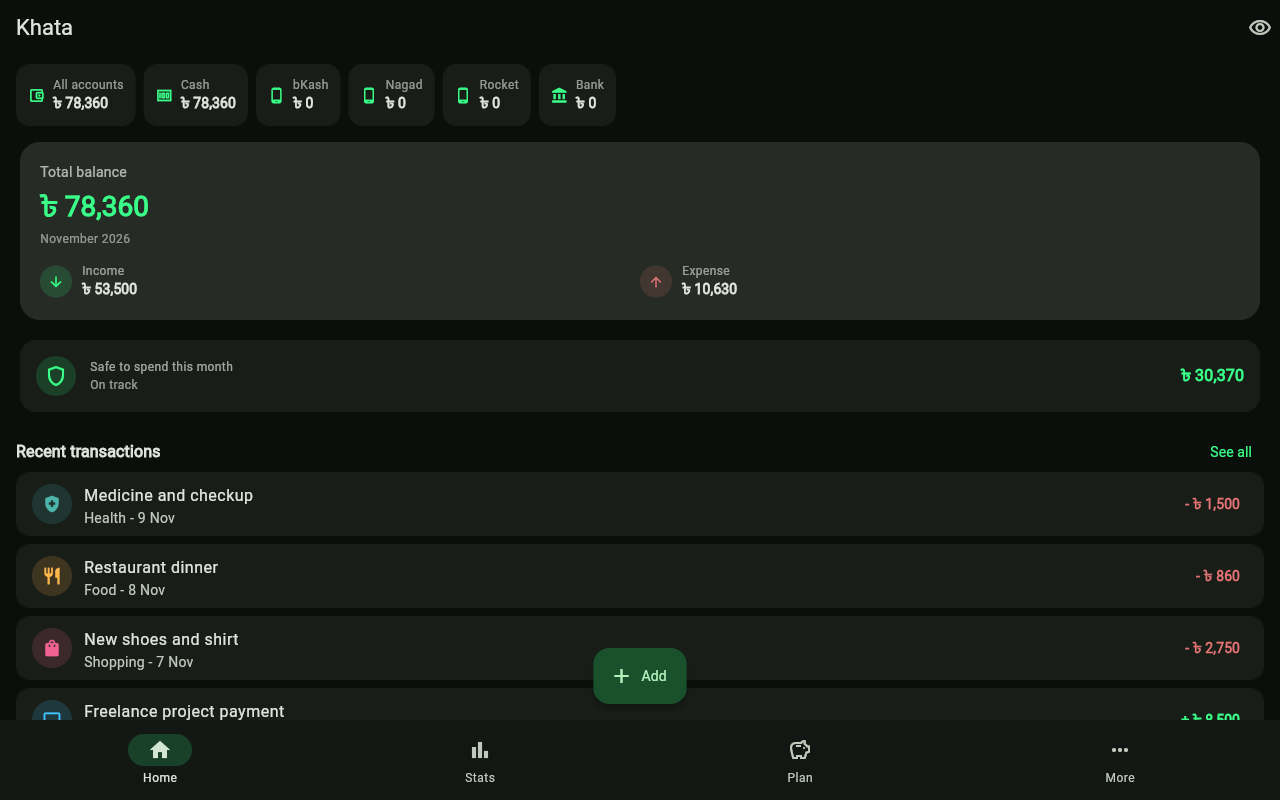 Khata
All accounts
৳ 78,360
Cash
৳ 78,360
bKash
৳ 0
Nagad
৳ 0
Rocket
৳ 0
Bank
৳ 0
Total balance
৳ 78,360
November 2026
Income
৳ 53,500
Expense
৳ 10,630
Safe to spend this month
On track
৳ 30,370
Recent transactions
See all
Medicine and checkup
Health - 9 Nov
- ৳ 1,500
Restaurant dinner
Food - 8 Nov
- ৳ 860
New shoes and shirt
Shopping - 7 Nov
- ৳ 2,750
Freelance project payment
+ ৳ 8,500
Add
Home
Stats
Plan
More